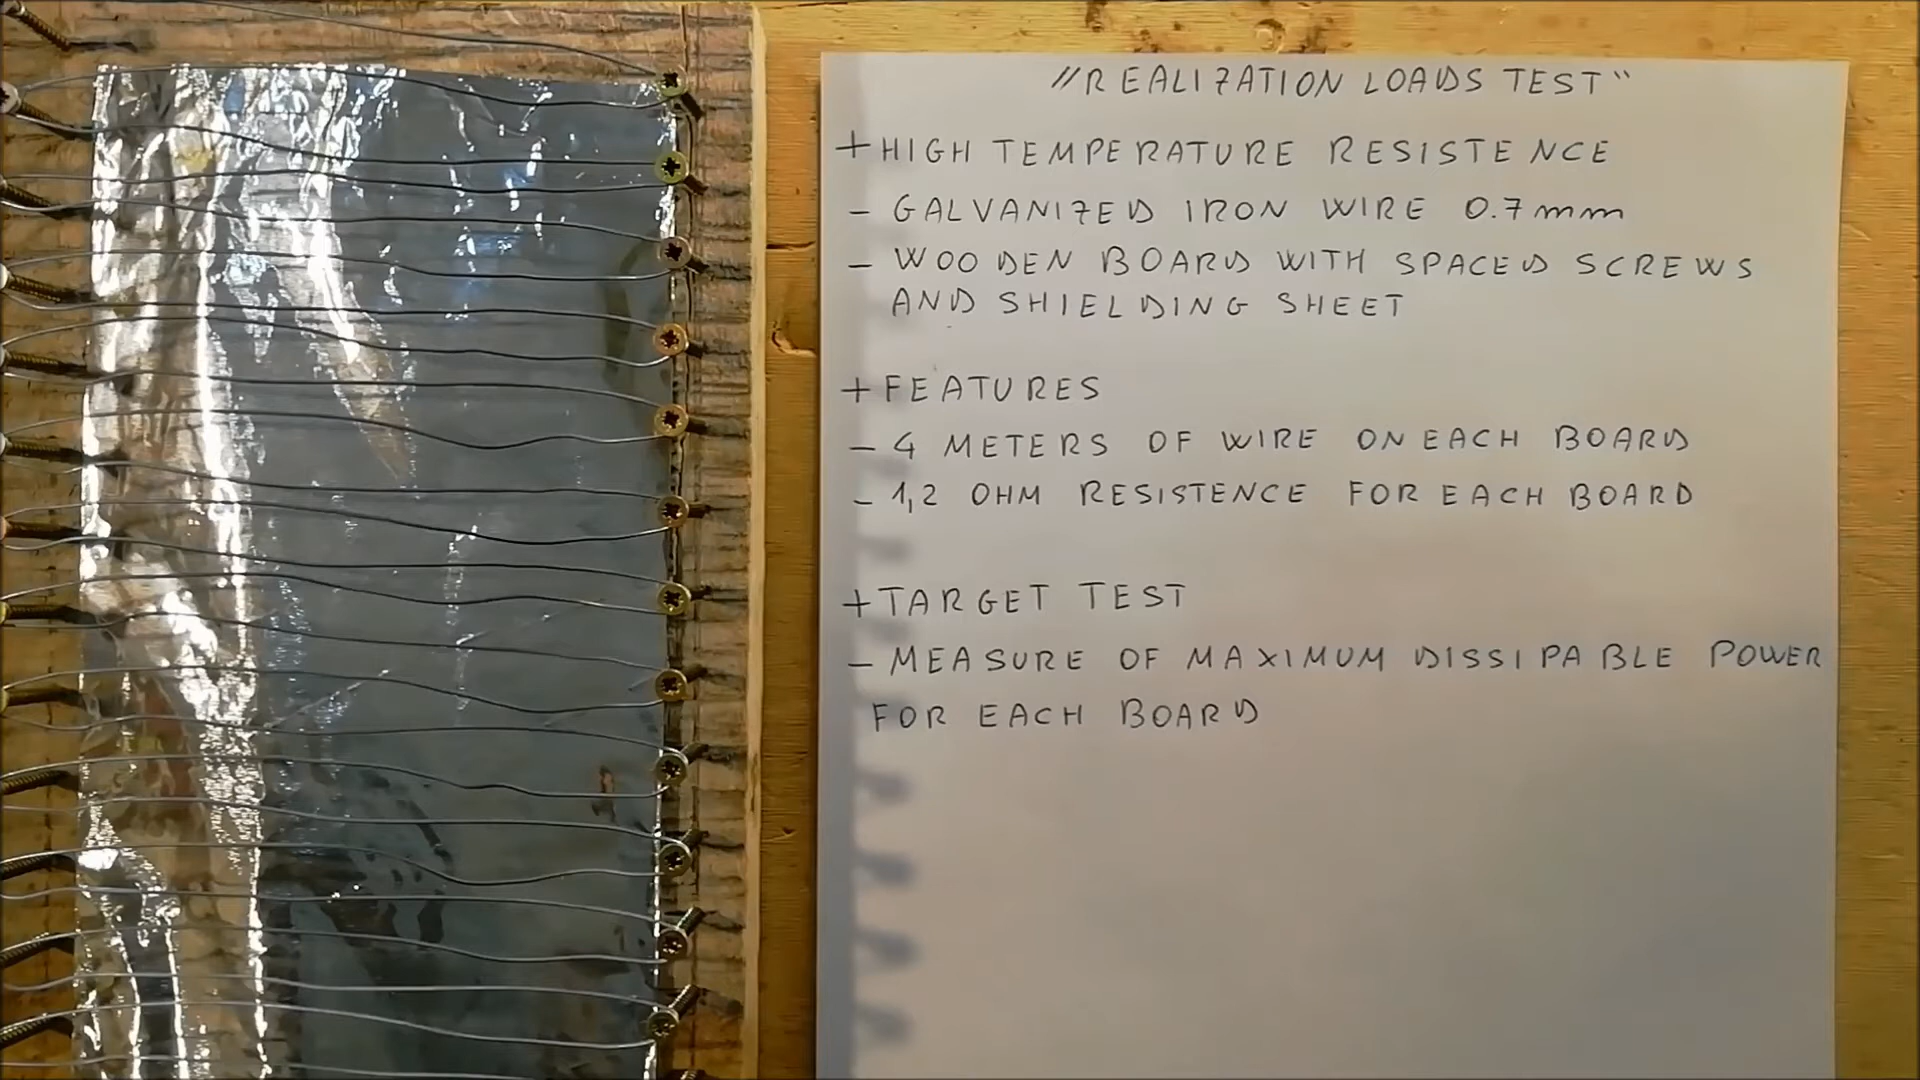 "REALIZATION LOADS TEST"
+ HIGH TEMPERATURE RESISTENCE
- GALVANIZED IRON WIRE 0.7mm
- WOODEN BOARD WITH SPACED SCREWS
AND SHIELDING SHEET
+ FEATURES
- 4 METERS OF WIRE ON EACH BOARD
- 1,2 OHM RESISTENCE FOR EACH BOARD
+ TARGET TEST
- MEASURE OF MAXIMUM DISSIPABLE POWER
FOR EACH BOARD